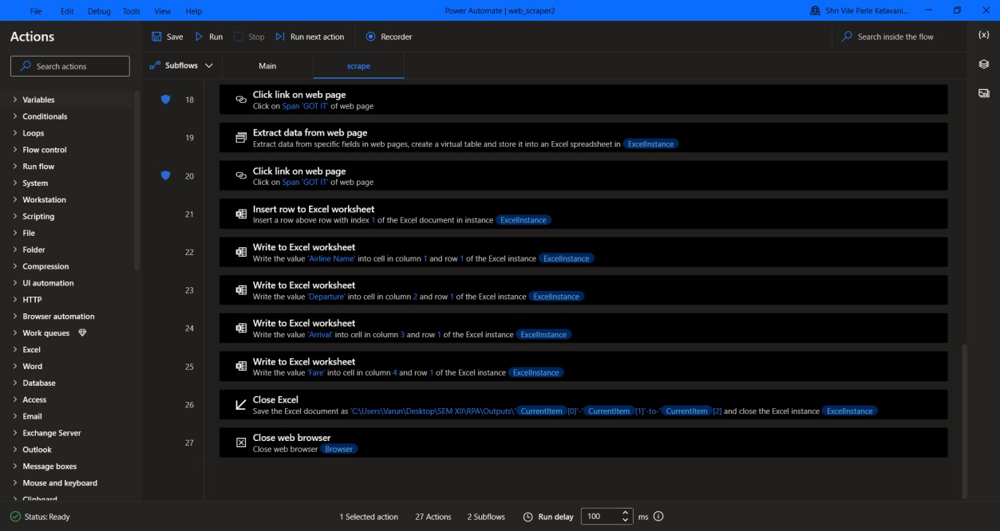 File Edit Debug Tools View Help Power Automate | web_scraper2 Shri Vile Parle Kelavani...
Actions
Save Run Stop Run next action Recorder Search inside the flow {x}
Search actions
Subflows Main scrape
Variables
Conditionals
Loops
Flow control
Run flow
System
Workstation
Scripting
File
Folder
Compression
UI automation
HTTP
Browser automation
Work queues
Excel
Word
Database
Access
Email
Exchange Server
Outlook
Message boxes
Mouse and keyboard
Clipboard
18 Click link on web page
Click on Span 'GOT IT' of web page
19 Extract data from web page
Extract data from specific fields in web pages, create a virtual table and store it into an Excel spreadsheet in ExcelInstance
20 Click link on web page
Click on Span 'GOT IT' of web page
21 Insert row to Excel worksheet
Insert a row above row with index 1 of the Excel document in instance ExcelInstance
22 Write to Excel worksheet
Write the value 'Airline Name' into cell in column 1 and row 1 of the Excel instance ExcelInstance
23 Write to Excel worksheet
Write the value 'Departure' into cell in column 2 and row 1 of the Excel instance ExcelInstance
24 Write to Excel worksheet
Write the value 'Arrival' into cell in column 3 and row 1 of the Excel instance ExcelInstance
25 Write to Excel worksheet
Write the value 'Fare' into cell in column 4 and row 1 of the Excel instance ExcelInstance
26 Close Excel
Save the Excel document as 'C:\Users\Varun\Desktop\SEM XII\RPA\Outputs\' CurrentItem [0]'-' CurrentItem [1]'-to-' CurrentItem [2] and close the Excel instance ExcelInstance
27 Close web browser
Close web browser Browser
Status: Ready 1 Selected action 27 Actions 2 Subflows Run delay 100 ms